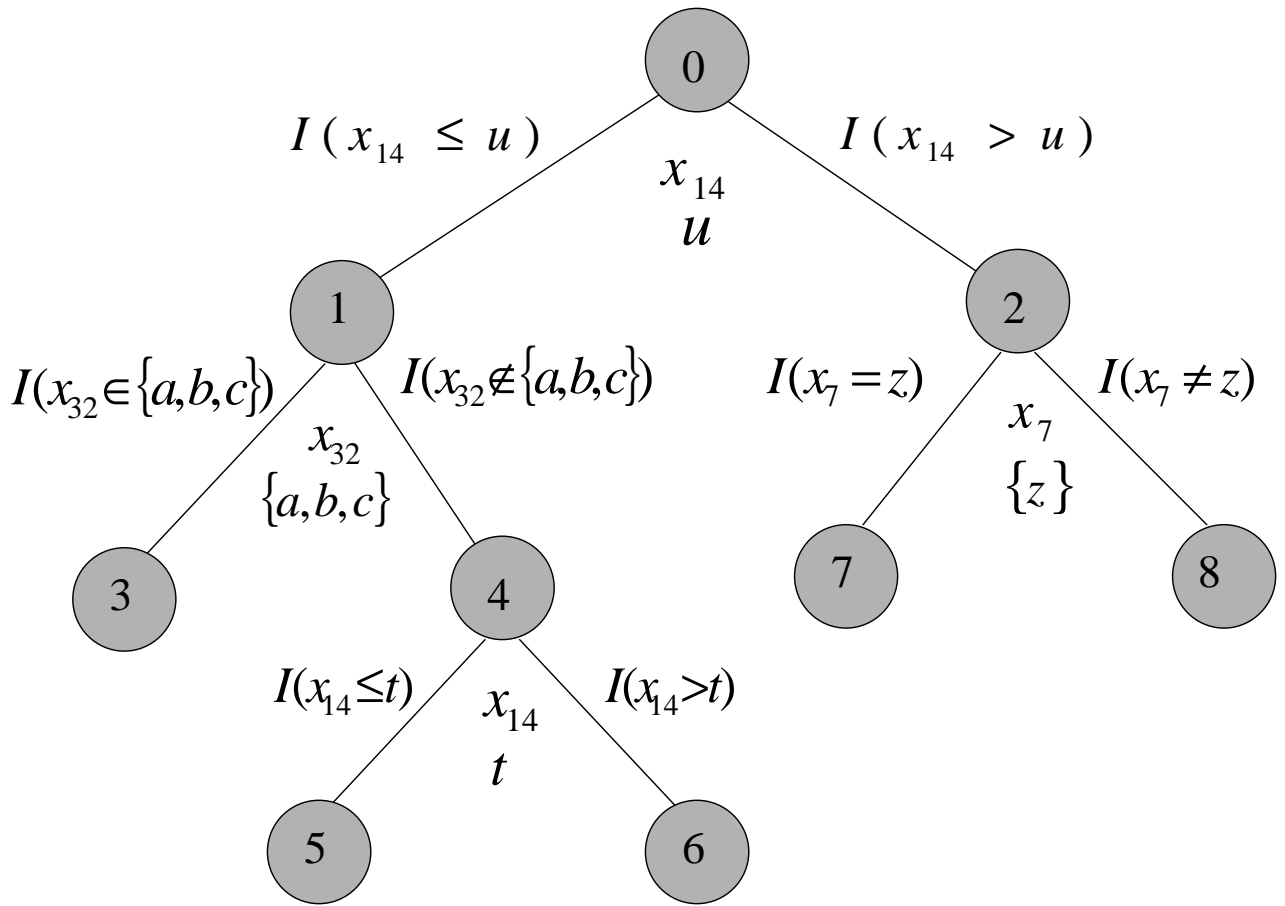 0
I ( x₁₄ ≤ u )
I ( x₁₄ > u )
x₁₄
u
1
2
I(x₃₂∈{a,b,c})
I(x₃₂∉{a,b,c})
I(x₇ = z)
I(x₇ ≠ z)
x₃₂
{a,b,c}
x₇
{z}
3
4
7
8
I(x₁₄≤t)
I(x₁₄>t)
x₁₄
t
5
6